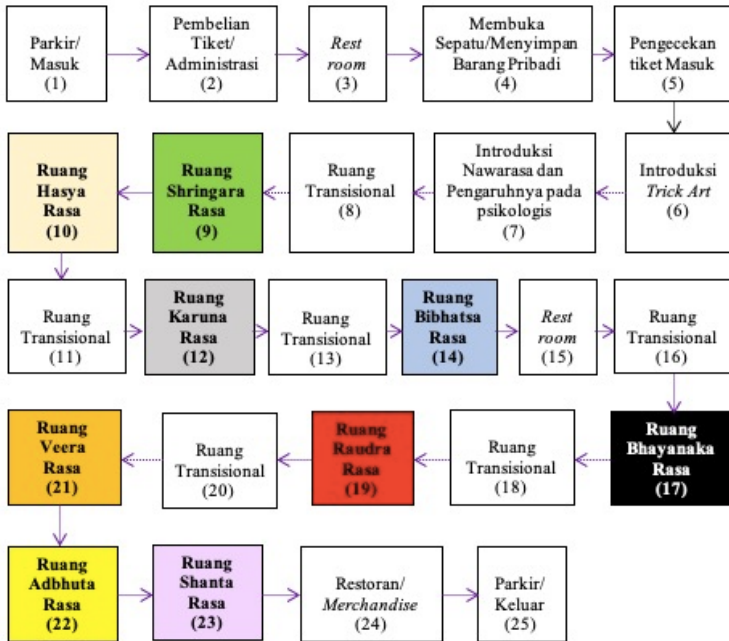 Parkir/
Masuk
(1)
Pembelian
Tiket/
Administrasi
(2)
Rest
room
(3)
Membuka
Sepatu/Menyimpan
Barang Pribadi
(4)
Pengecekan
tiket Masuk
(5)
Introduksi
Trick Art
(6)
Introduksi
Nawarasa dan
Pengaruhnya pada
psikologis
(7)
Ruang
Transisional
(8)
Ruang
Shringara
Rasa
(9)
Ruang
Hasya
Rasa
(10)
Ruang
Transisional
(11)
Ruang
Karuna
Rasa
(12)
Ruang
Transisional
(13)
Ruang
Bibhatsa
Rasa
(14)
Rest
room
(15)
Ruang
Transisional
(16)
Ruang
Bhayanaka
Rasa
(17)
Ruang
Transisional
(18)
Ruang
Raudra
Rasa
(19)
Ruang
Transisional
(20)
Ruang
Veera
Rasa
(21)
Ruang
Adbhuta
Rasa
(22)
Ruang
Shanta
Rasa
(23)
Restoran/
Merchandise
(24)
Parkir/
Keluar
(25)